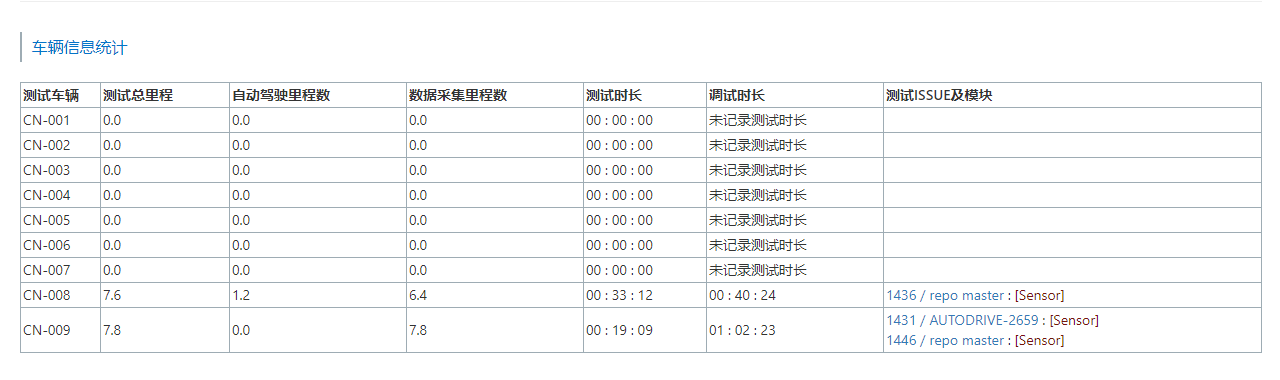 车辆信息统计
测试车辆 测试总里程 自动驾驶里程数 数据采集里程数 测试时长 调试时长 测试ISSUE及模块
CN-001 0.0 0.0 0.0 00 : 00 : 00 未记录测试时长
CN-002 0.0 0.0 0.0 00 : 00 : 00 未记录测试时长
CN-003 0.0 0.0 0.0 00 : 00 : 00 未记录测试时长
CN-004 0.0 0.0 0.0 00 : 00 : 00 未记录测试时长
CN-005 0.0 0.0 0.0 00 : 00 : 00 未记录测试时长
CN-006 0.0 0.0 0.0 00 : 00 : 00 未记录测试时长
CN-007 0.0 0.0 0.0 00 : 00 : 00 未记录测试时长
CN-008 7.6 1.2 6.4 00 : 33 : 12 00 : 40 : 24 1436 / repo master : [Sensor]
CN-009 7.8 0.0 7.8 00 : 19 : 09 01 : 02 : 23 1431 / AUTODRIVE-2659 : [Sensor]
1446 / repo master : [Sensor]